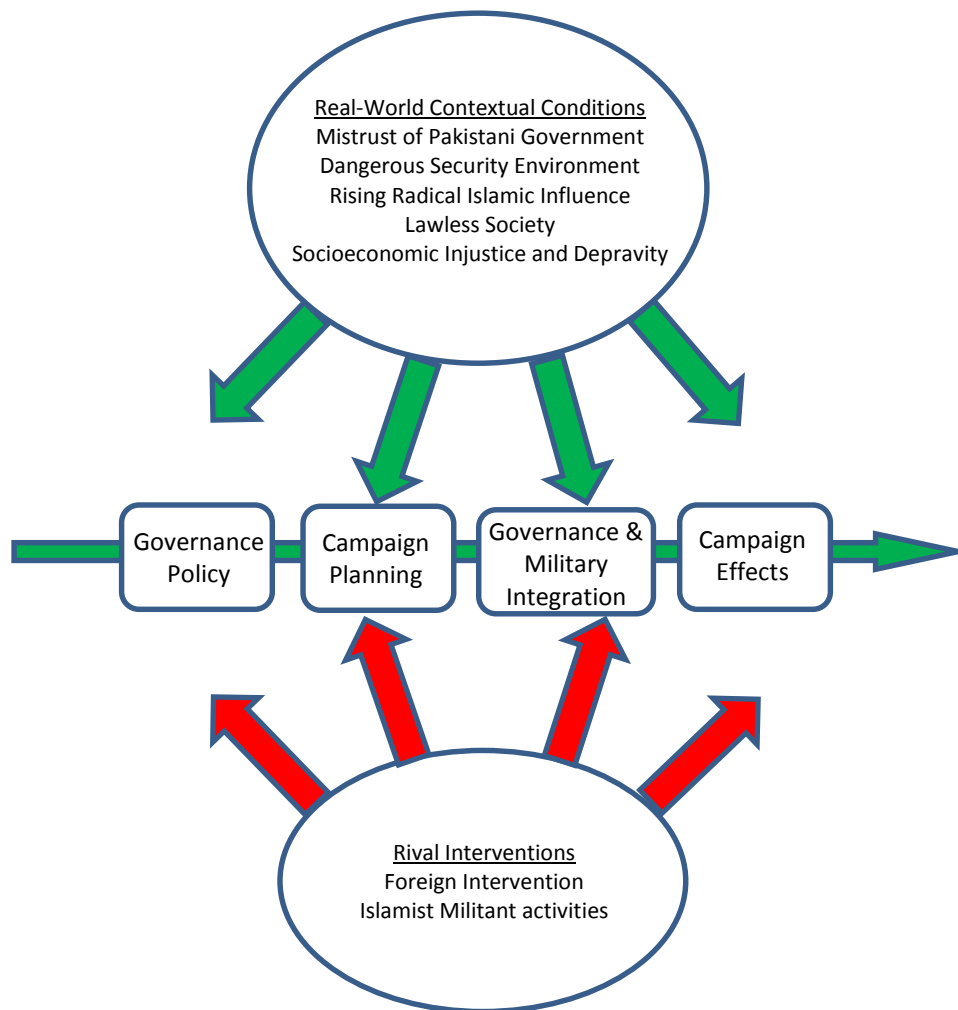 Real-World Contextual Conditions
Mistrust of Pakistani Government
Dangerous Security Environment
Rising Radical Islamic Influence
Lawless Society
Socioeconomic Injustice and Depravity
Governance
Policy
Campaign
Planning
Governance &
Military
Integration
Campaign
Effects
Rival Interventions
Foreign Intervention
Islamist Militant activities